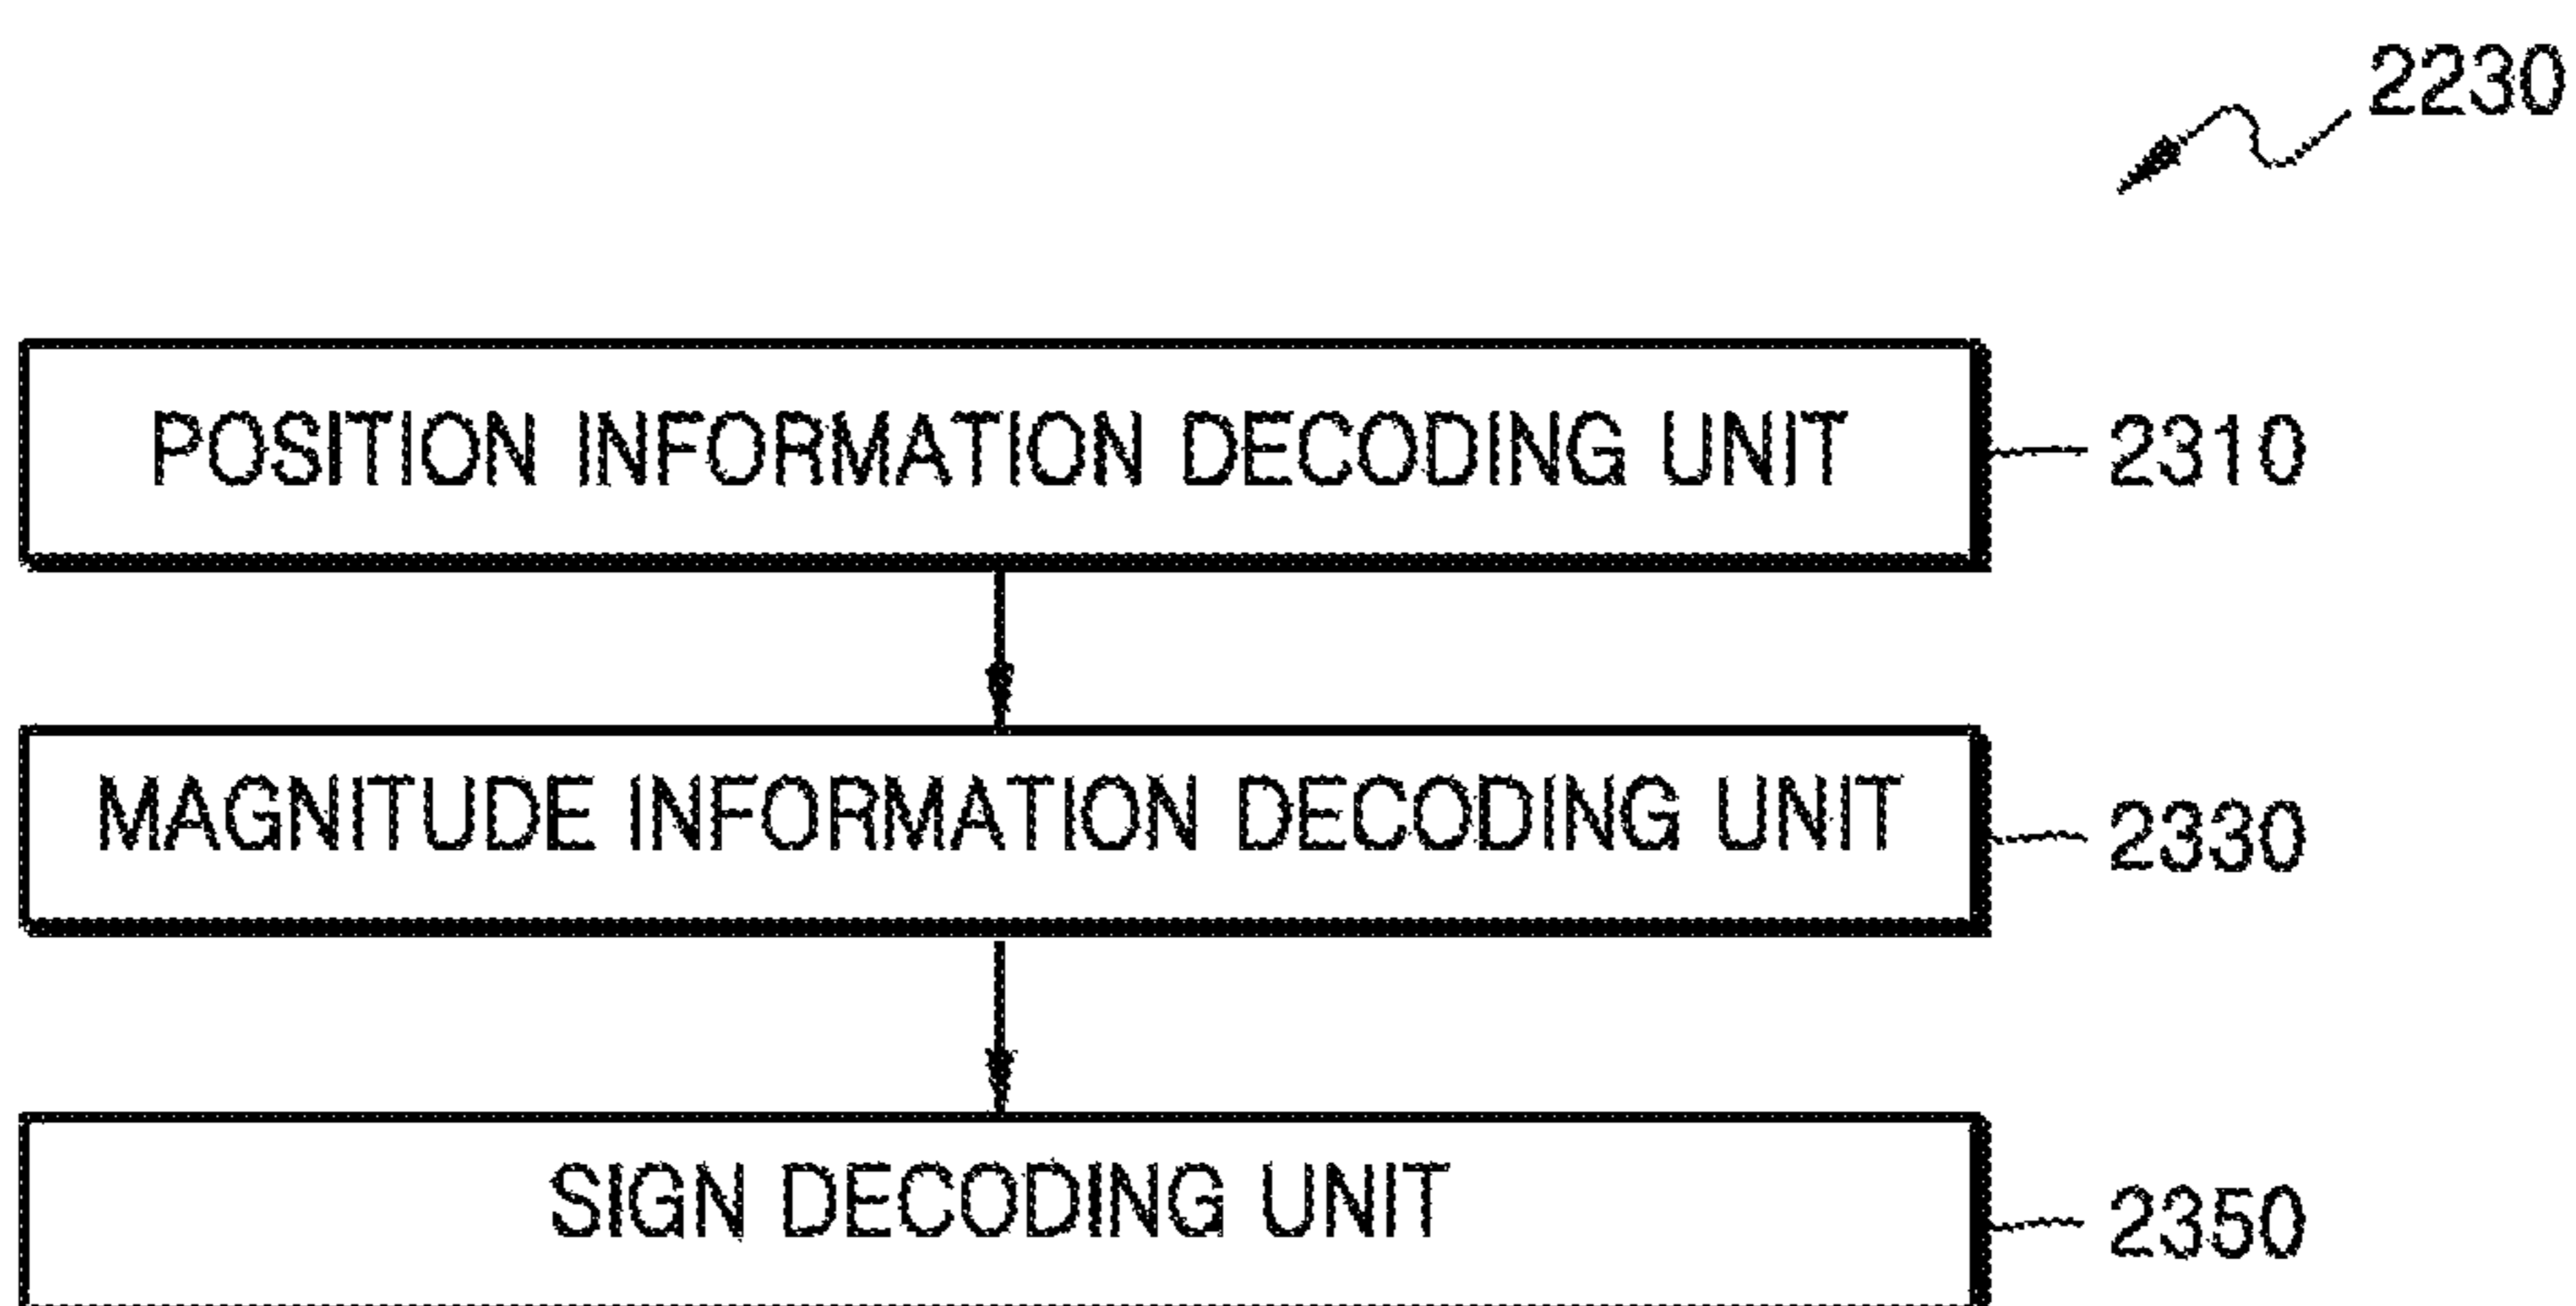 2230
POSITION INFORMATION DECODING UNIT
2310
MAGNITUDE INFORMATION DECODING UNIT
2330
SIGN DECODING UNIT
2350